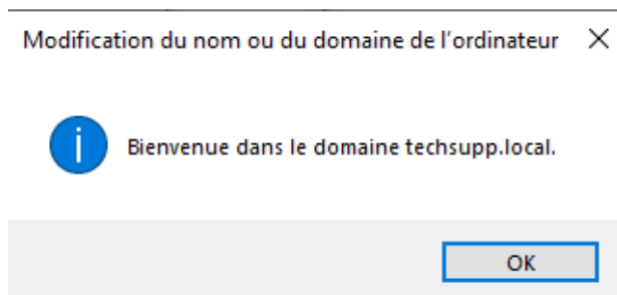 Modification du nom ou du domaine de l'ordinateur
Bienvenue dans le domaine techsupp.local.
OK